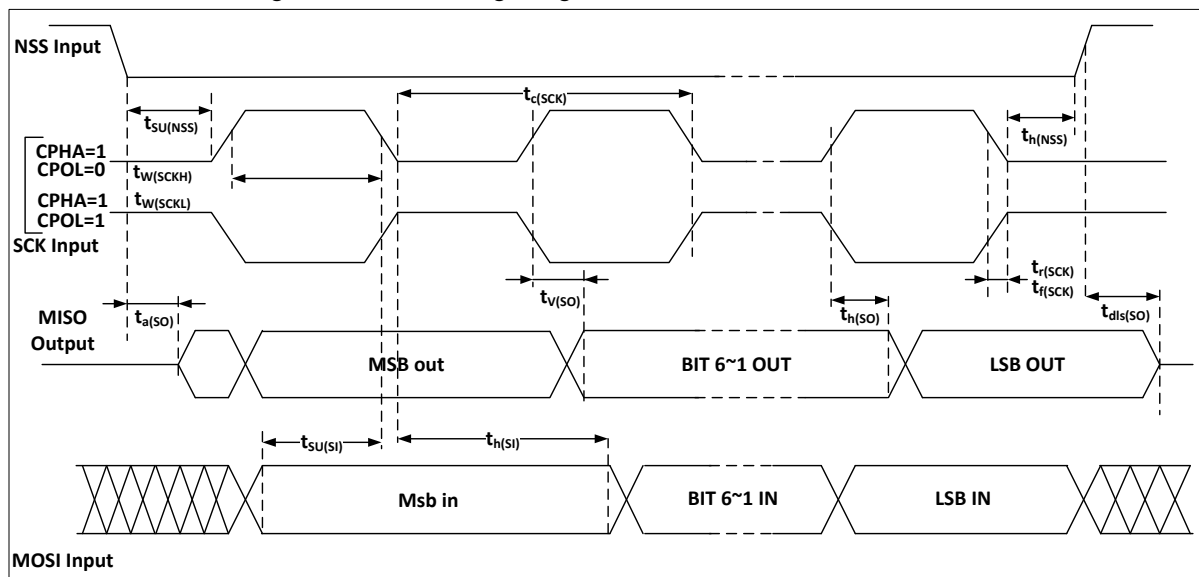 NSS Input
tc(SCK)
tSU(NSS)
th(NSS)
CPHA=1
CPOL=0
tW(SCKH)
CPHA=1
tW(SCKL)
CPOL=1
SCK Input
tr(SCK)
tf(SCK)
tV(SO)
ta(SO)
th(SO)
tdls(SO)
MISO
Output
MSB out
BIT 6~1 OUT
LSB OUT
tSU(SI)
th(SI)
Msb in
BIT 6~1 IN
LSB IN
MOSI Input